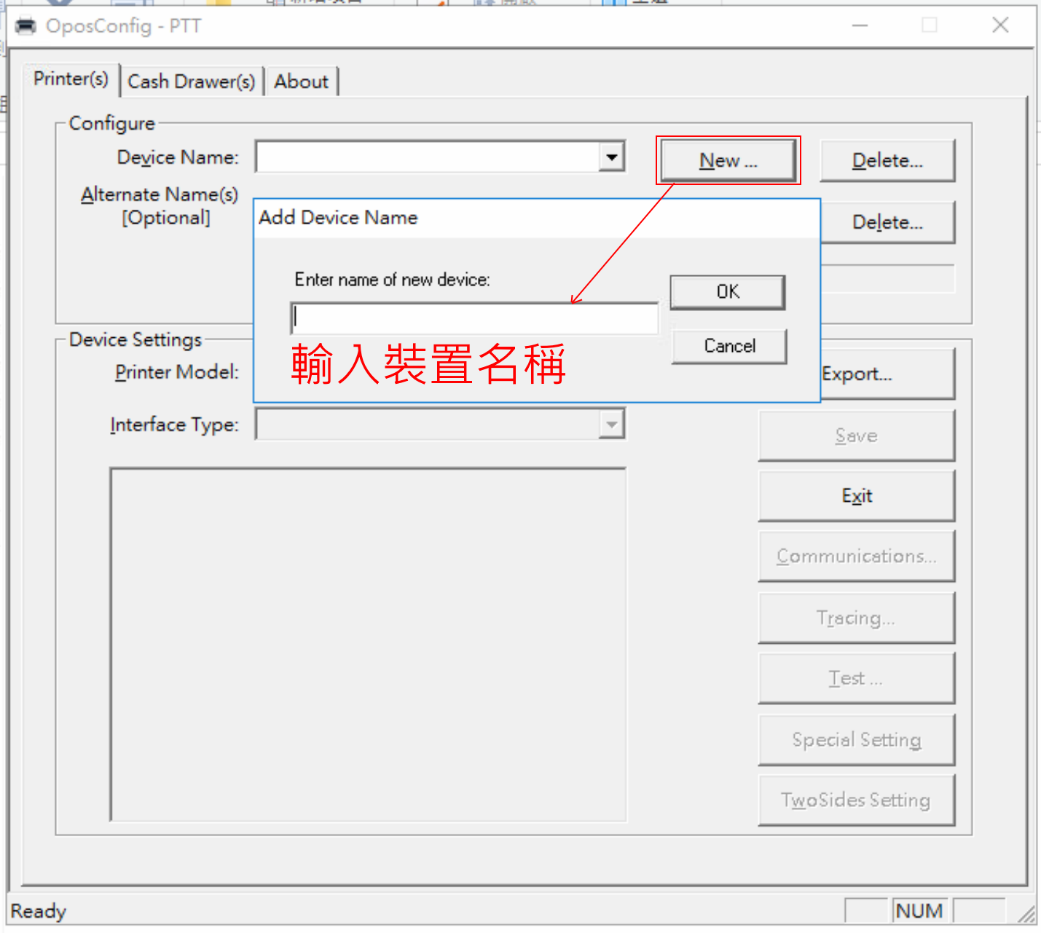 OposConfig - PTT
Printer(s)
Cash Drawer(s)
About
Configure
Device Name:
New ...
Delete...
Alternate Name(s)
[Optional]
Delete...
Add Device Name
Enter name of new device:
OK
Cancel
輸入裝置名稱
Device Settings
Printer Model:
Export...
Interface Type:
Save
Exit
Communications...
Tracing...
Test ...
Special Setting
TwoSides Setting
Ready
NUM